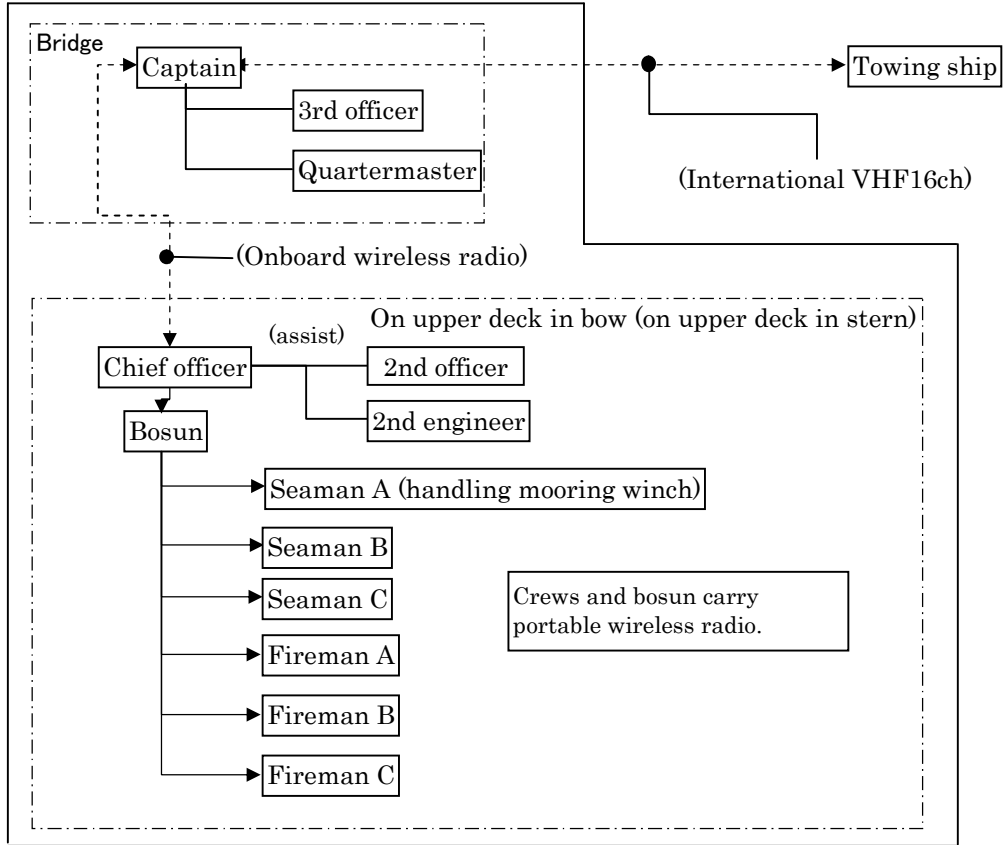 Bridge
Captain
Towing ship
3rd officer
Quartermaster
(International VHF16ch)
(Onboard wireless radio)
On upper deck in bow (on upper deck in stern)
(assist)
Chief officer
2nd officer
2nd engineer
Bosun
Seaman A (handling mooring winch)
Seaman B
Seaman C
Crews and bosun carry
portable wireless radio.
Fireman A
Fireman B
Fireman C